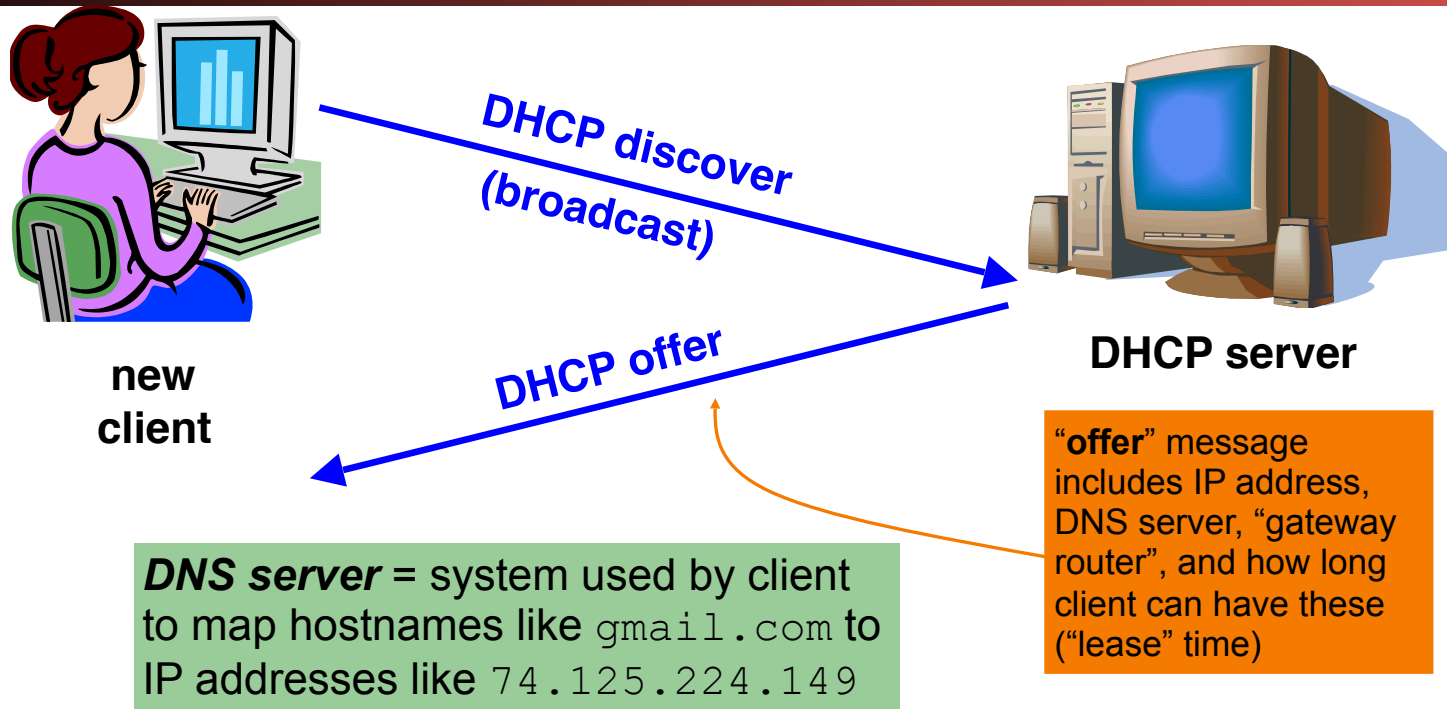 DHCP discover
(broadcast)
DHCP offer
new
client
DHCP server
“offer” message
includes IP address,
DNS server, “gateway
router”, and how long
client can have these
(“lease” time)
DNS server = system used by client
to map hostnames like gmail.com to
IP addresses like 74.125.224.149